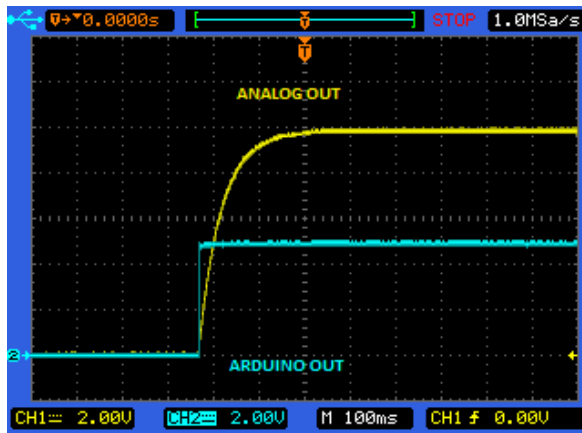 0.0000s
STOP
1.0MSa/s
T
ANALOG OUT
2
ARDUINO OUT
CH1 2.00V
CH2 2.00V
M 100ms
CH1 0.00V